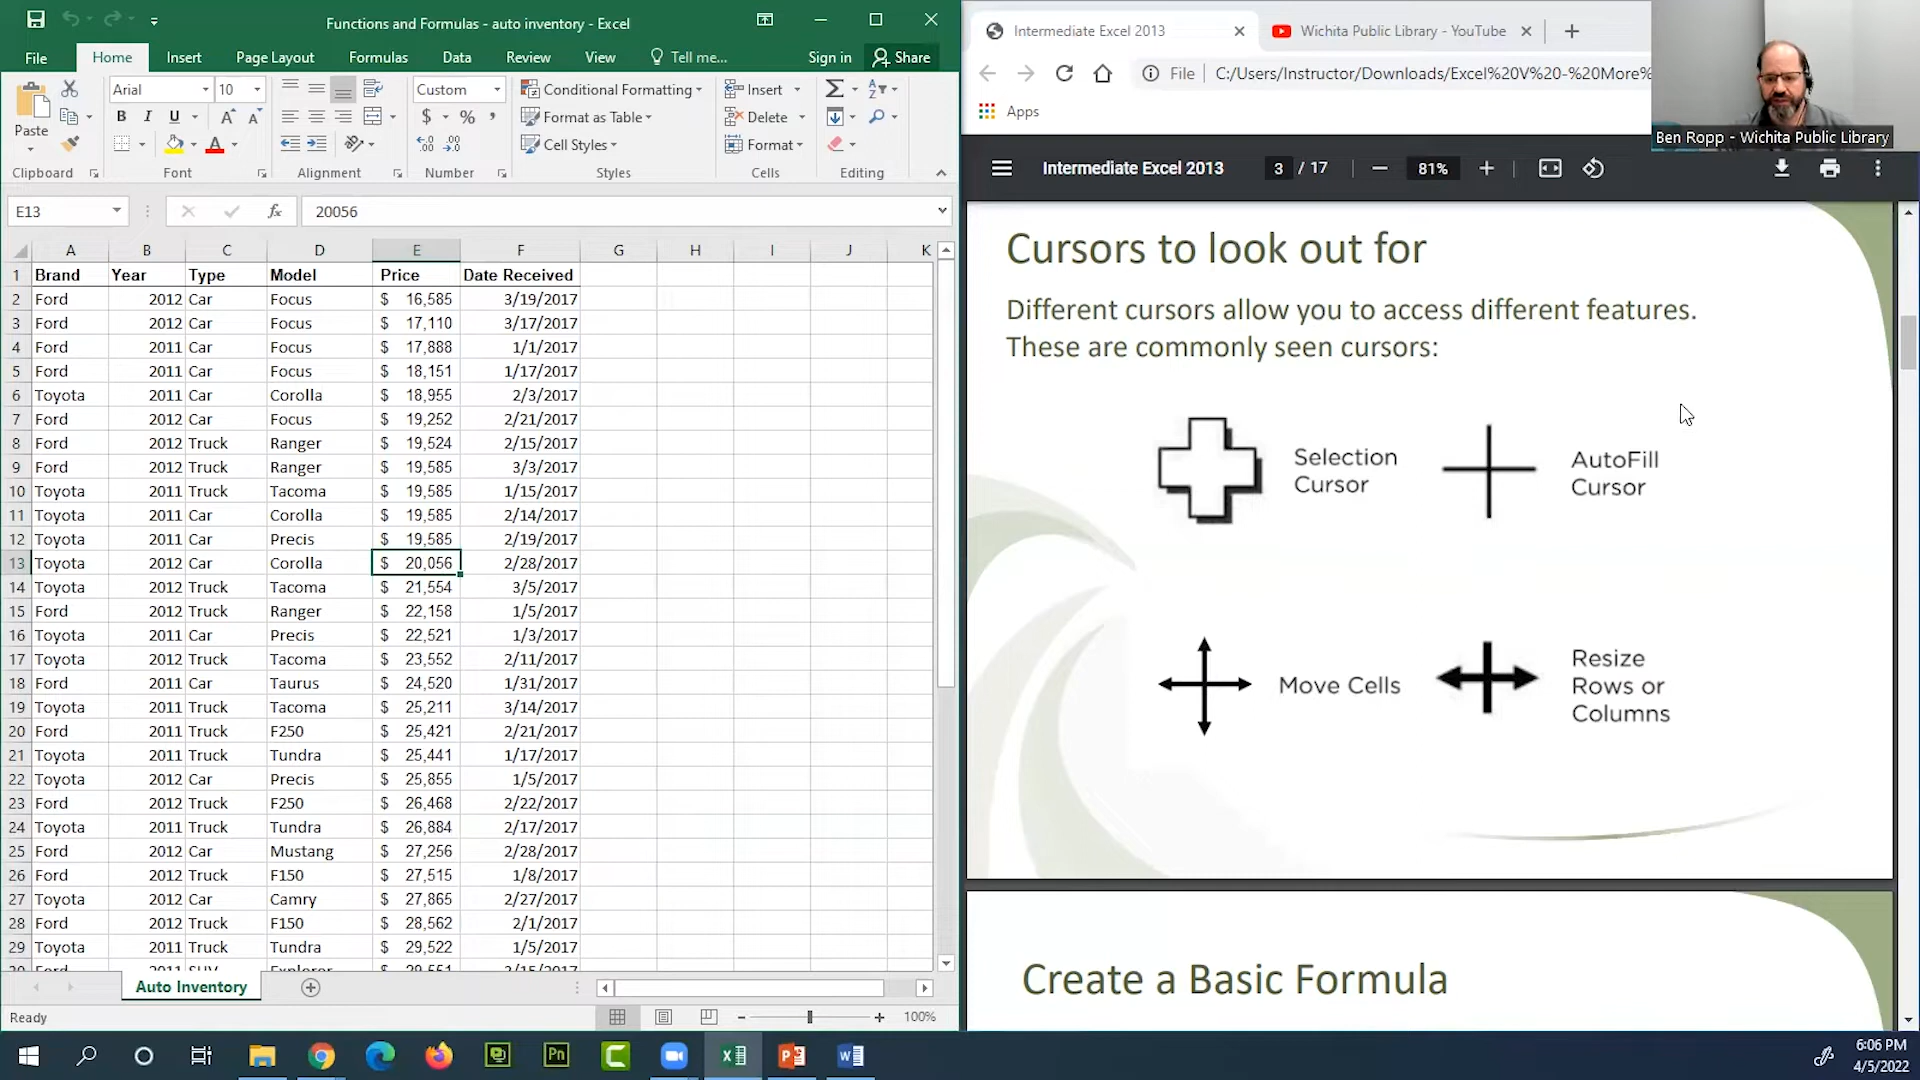 Functions and Formulas - auto inventory - Excel
File Home Insert Page Layout Formulas Data Review View Tell me... Sign in Share
Paste
Clipboard
Arial 10
B I U A A
A
Font
Alignment
Custom
$ % ,
Number
Conditional Formatting
Format as Table
Cell Styles
Styles
Insert
Delete
Format
Cells
Editing
E13 fx 20056
A B C D E F G H I J K
1 Brand Year Type Model Price Date Received
2 Ford 2012 Car Focus $ 16,585 3/19/2017
3 Ford 2012 Car Focus $ 17,110 3/17/2017
4 Ford 2011 Car Focus $ 17,888 1/1/2017
5 Ford 2011 Car Focus $ 18,151 1/17/2017
6 Toyota 2011 Car Corolla $ 18,955 2/3/2017
7 Ford 2012 Car Focus $ 19,252 2/21/2017
8 Ford 2012 Truck Ranger $ 19,524 2/15/2017
9 Ford 2012 Truck Ranger $ 19,585 3/3/2017
10 Toyota 2011 Truck Tacoma $ 19,585 1/15/2017
11 Toyota 2011 Car Corolla $ 19,585 2/14/2017
12 Toyota 2011 Car Precis $ 19,585 2/19/2017
13 Toyota 2012 Car Corolla $ 20,056 2/28/2017
14 Toyota 2012 Truck Tacoma $ 21,554 3/5/2017
15 Ford 2012 Truck Ranger $ 22,158 1/5/2017
16 Toyota 2011 Car Precis $ 22,521 1/3/2017
17 Toyota 2012 Truck Tacoma $ 23,552 2/11/2017
18 Ford 2011 Car Taurus $ 24,520 1/31/2017
19 Toyota 2011 Truck Tacoma $ 25,211 3/14/2017
20 Ford 2011 Truck F250 $ 25,421 2/21/2017
21 Toyota 2011 Truck Tundra $ 25,441 1/17/2017
22 Toyota 2012 Car Precis $ 25,855 1/5/2017
23 Ford 2012 Truck F250 $ 26,468 2/22/2017
24 Toyota 2011 Truck Tundra $ 26,884 2/17/2017
25 Ford 2012 Car Mustang $ 27,256 2/28/2017
26 Ford 2012 Truck F150 $ 27,515 1/8/2017
27 Toyota 2012 Car Camry $ 27,865 2/27/2017
28 Ford 2012 Truck F150 $ 28,562 2/1/2017
29 Toyota 2011 Truck Tundra $ 29,522 1/5/2017
30 Ford 2011 SUV Explorer $ 29,551 3/15/2017
Auto Inventory
Ready 100%
Intermediate Excel 2013 Wichita Public Library - YouTube
File C:/Users/Instructor/Downloads/Excel%20V%20-%20More%
Apps
Ben Ropp - Wichita Public Library
Intermediate Excel 2013 3 / 17 81%
Cursors to look out for
Different cursors allow you to access different features.
These are commonly seen cursors:
Selection
Cursor
AutoFill
Cursor
Move Cells
Resize
Rows or
Columns
Create a Basic Formula
Pn
6:06 PM
4/5/2022